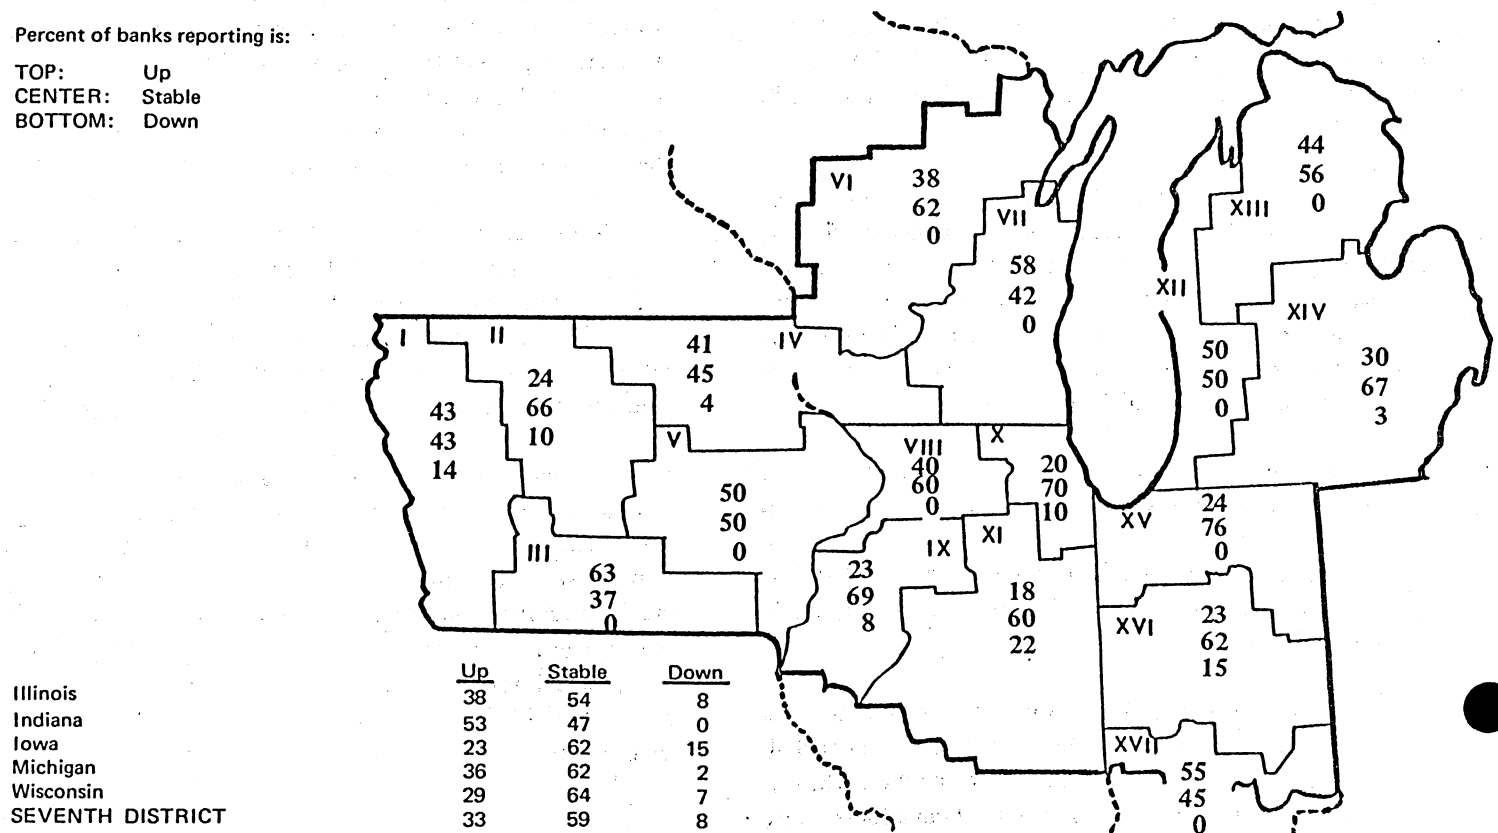 Percent of banks reporting is:
TOP: Up
CENTER: Stable
BOTTOM: Down
VI
38
62
0
VII
58
42
0
XIII
44
56
0
XII
50
50
0
XIV
30
67
3
I
43
43
14
II
24
66
10
IV
41
45
4
V
50
50
0
III
63
37
0
VIII
40
60
0
X
20
70
10
IX
23
69
8
XI
18
60
22
XV
24
76
0
XVI
23
62
15
XVII
55
45
0
Up Stable Down
Illinois 38 54 8
Indiana 53 47 0
Iowa 23 62 15
Michigan 36 62 2
Wisconsin 29 64 7
SEVENTH DISTRICT 33 59 8